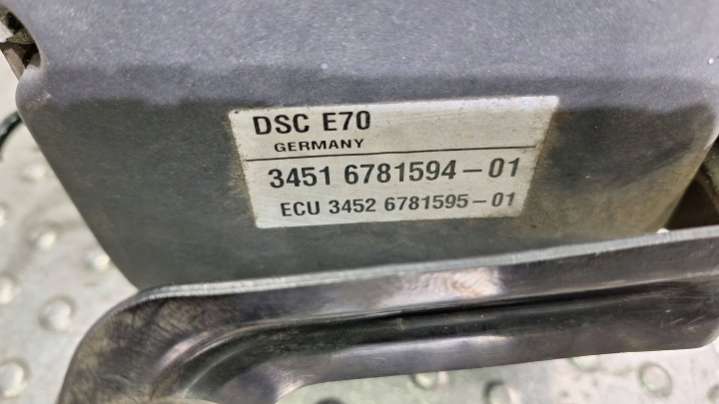 DSC E70
GERMANY
3451 6781594-01
ECU 3452 6781595-01